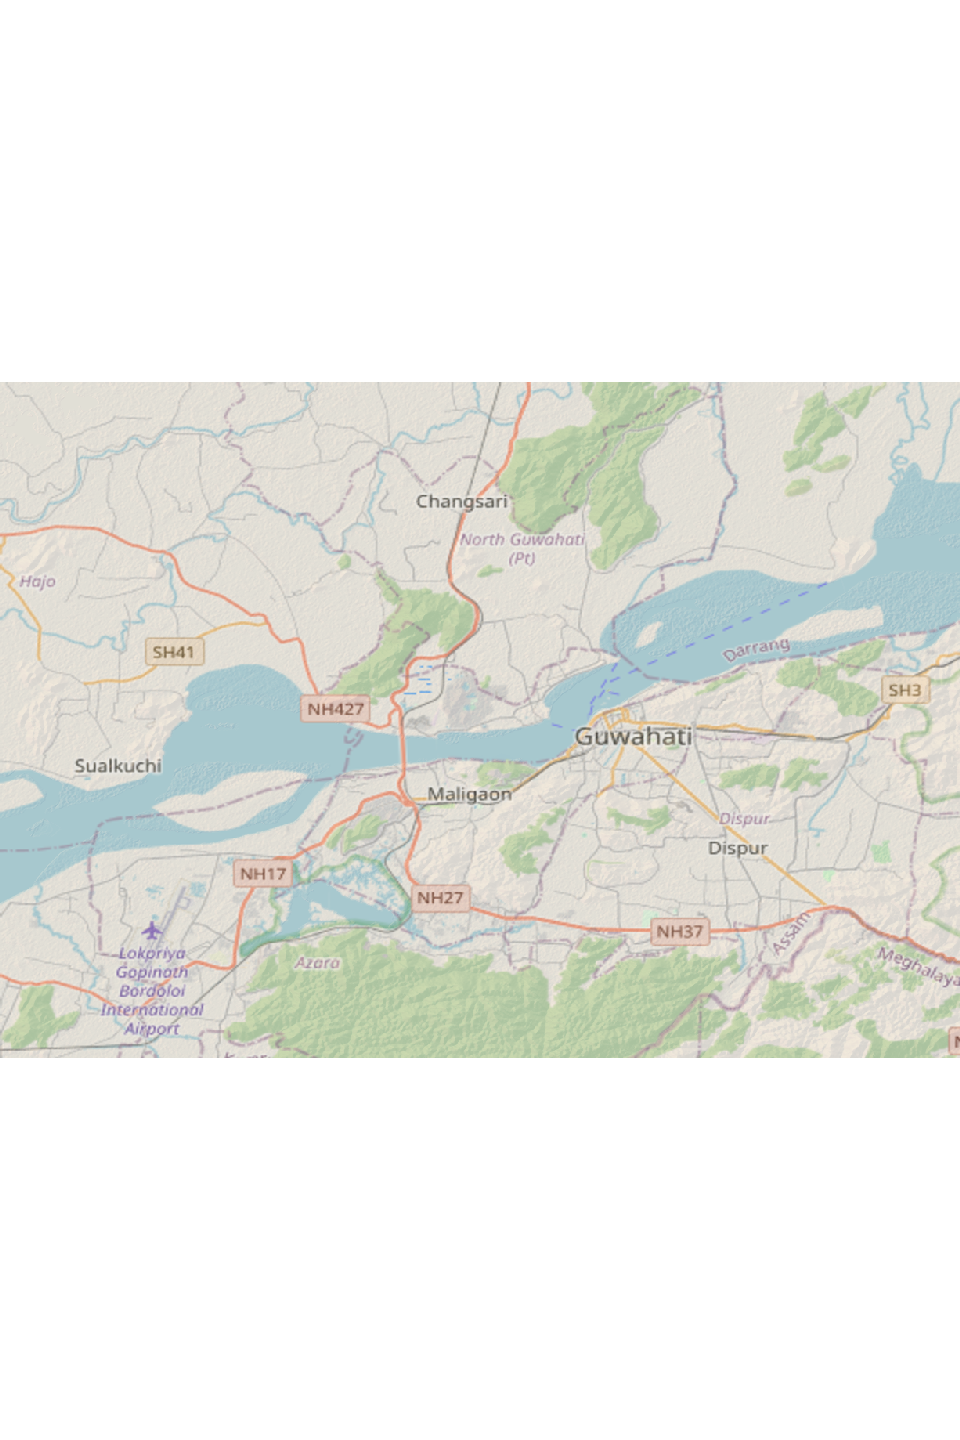 Changsari
North Guwahati
(Pt)
Hajo
SH41
Darrang
SH3
NH427
Guwahati
Sualkuchi
Maligaon
Dispur
Dispur
NH17
NH27
NH37
Assam
Meghalaya
Lokpriya
Gopinath
Bordoloi
International
Airport
Azara